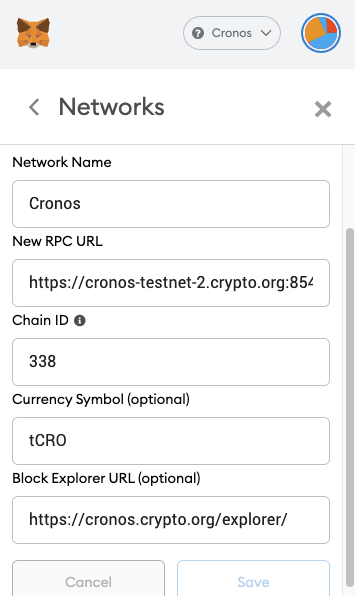 Cronos
Networks
Network Name
Cronos
New RPC URL
https://cronos-testnet-2.crypto.org:854
Chain ID
338
Currency Symbol (optional)
tCRO
Block Explorer URL (optional)
https://cronos.crypto.org/explorer/
Cancel Save